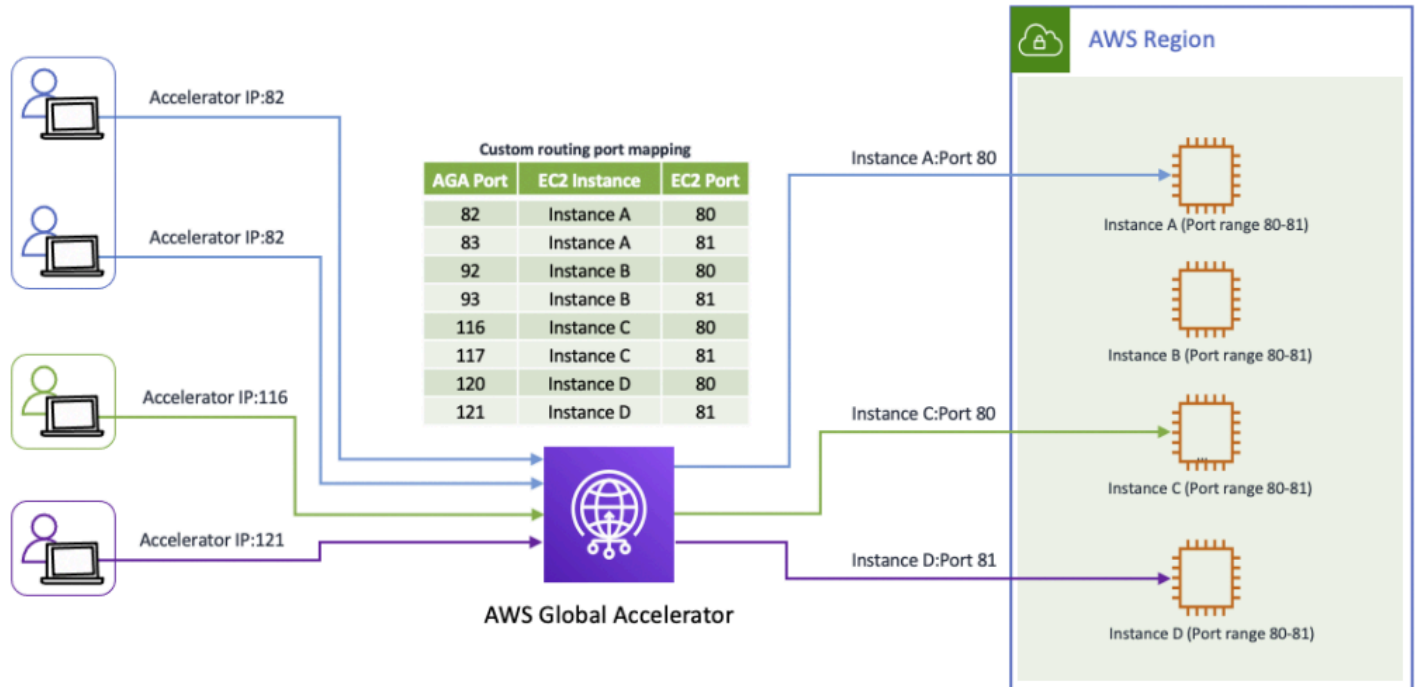 AWS Region
Accelerator IP:82
Custom routing port mapping
AGA Port EC2 Instance EC2 Port
82 Instance A 80
83 Instance A 81
92 Instance B 80
93 Instance B 81
116 Instance C 80
117 Instance C 81
120 Instance D 80
121 Instance D 81
Instance A:Port 80
Instance A (Port range 80-81)
Accelerator IP:82
Instance B (Port range 80-81)
Accelerator IP:116
Instance C:Port 80
...
Instance C (Port range 80-81)
Accelerator IP:121
Instance D:Port 81
AWS Global Accelerator
Instance D (Port range 80-81)